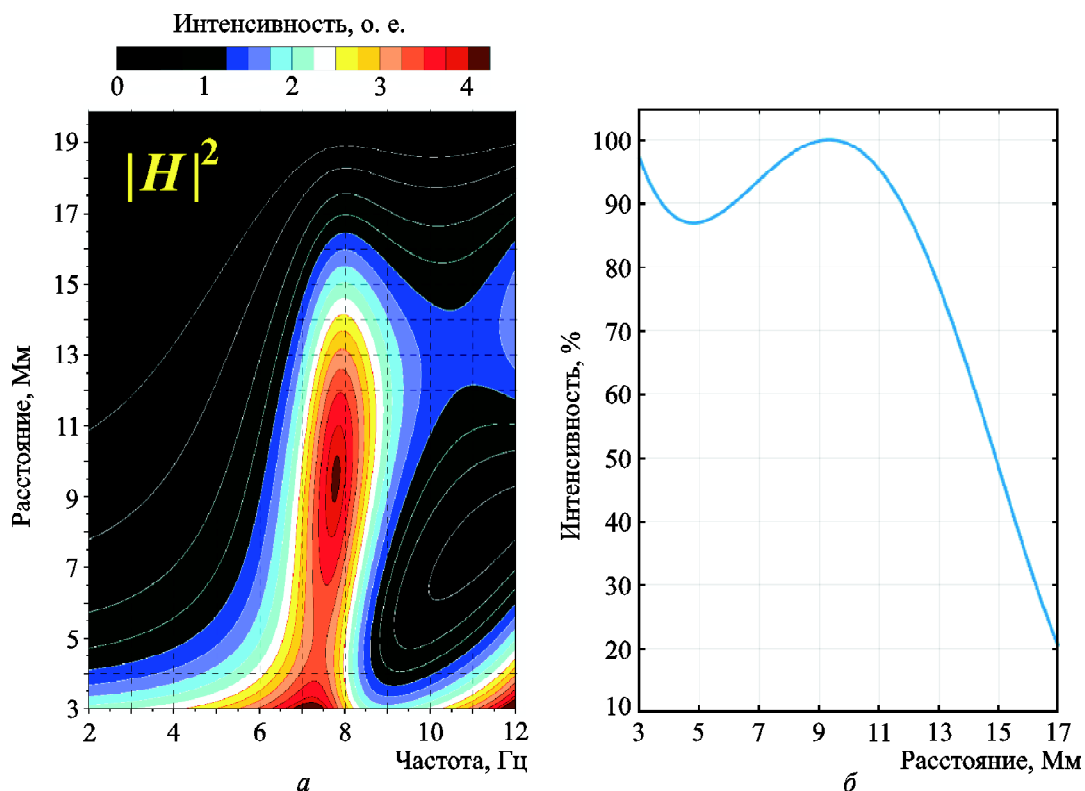 Интенсивность, о. е.
0 1 2 3 4
|H|²
Расстояние, Мм
19
17
15
13
11
9
7
5
3
2 4 6 8 10 12
Частота, Гц
а
Интенсивность, %
100
90
80
70
60
50
40
30
20
10
3 5 7 9 11 13 15 17
Расстояние, Мм
б